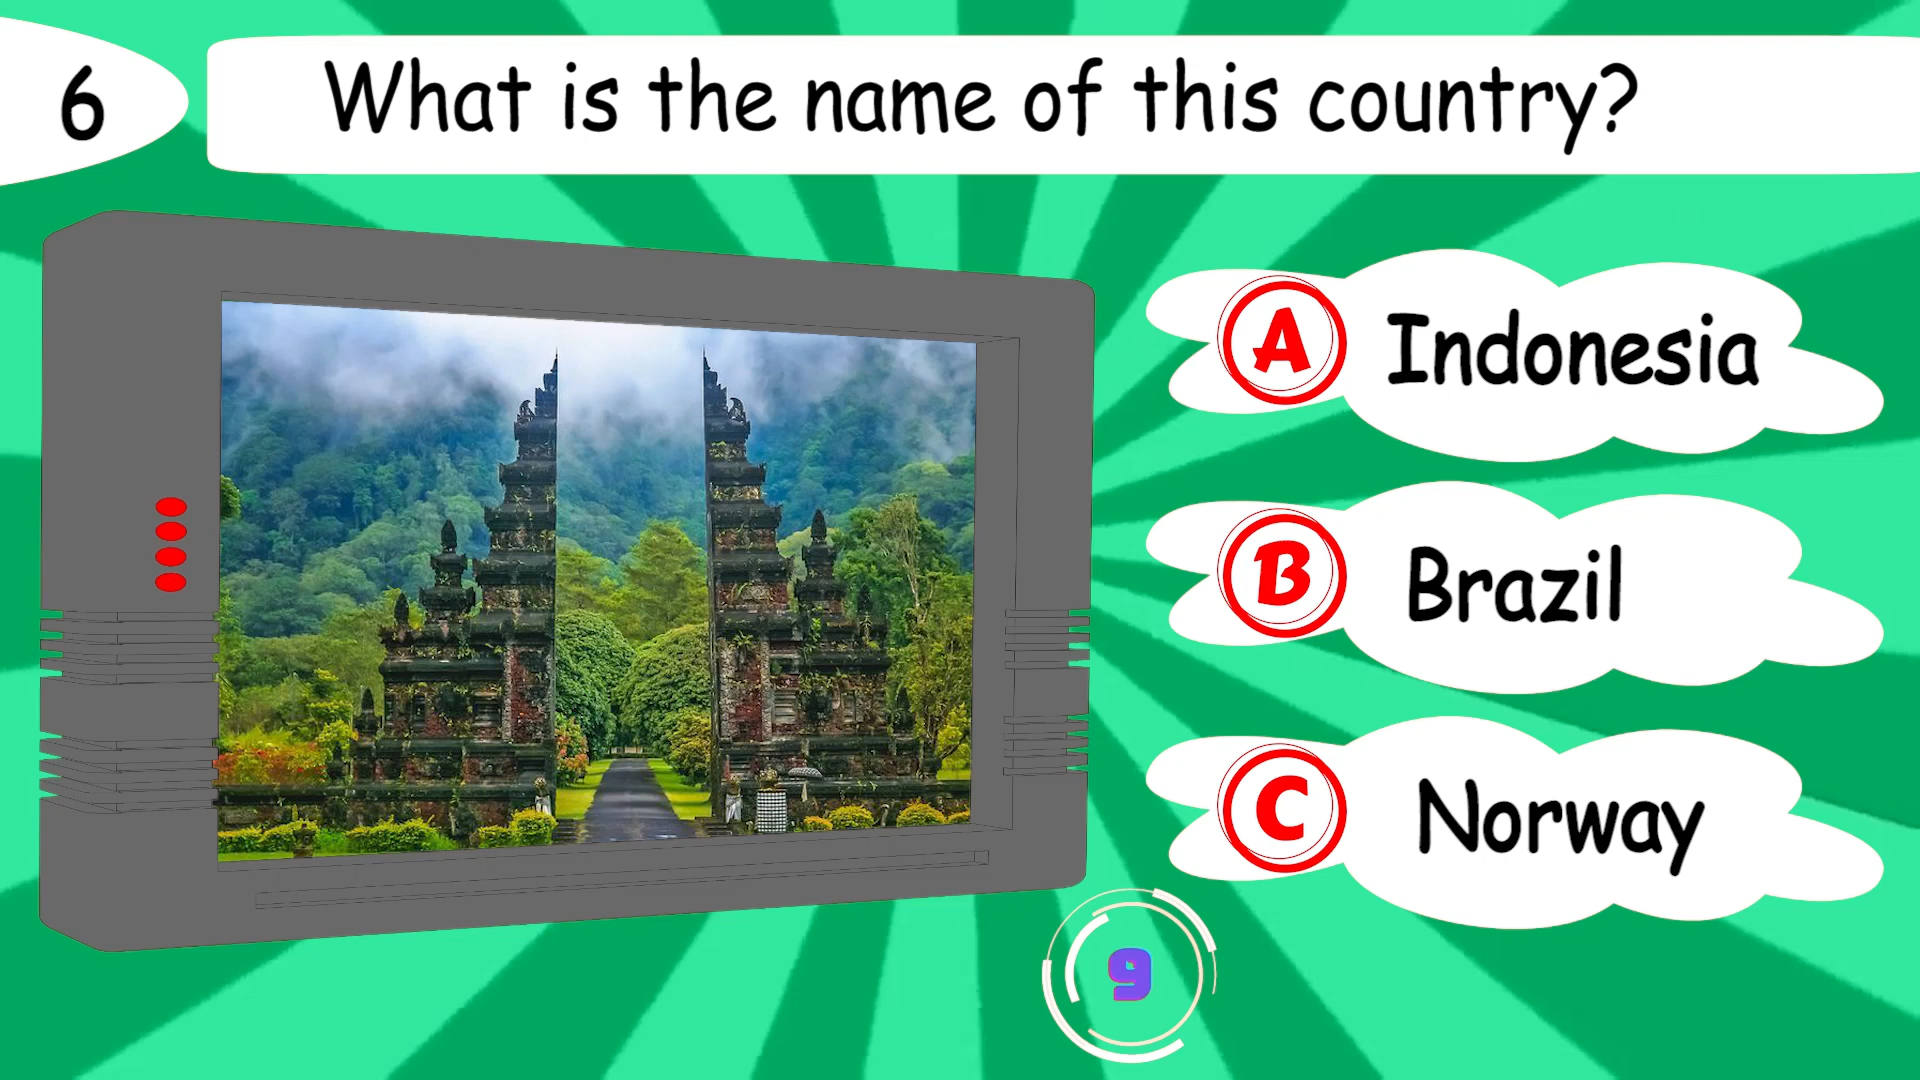 6
What is the name of this country?
A Indonesia
B Brazil
C Norway
9